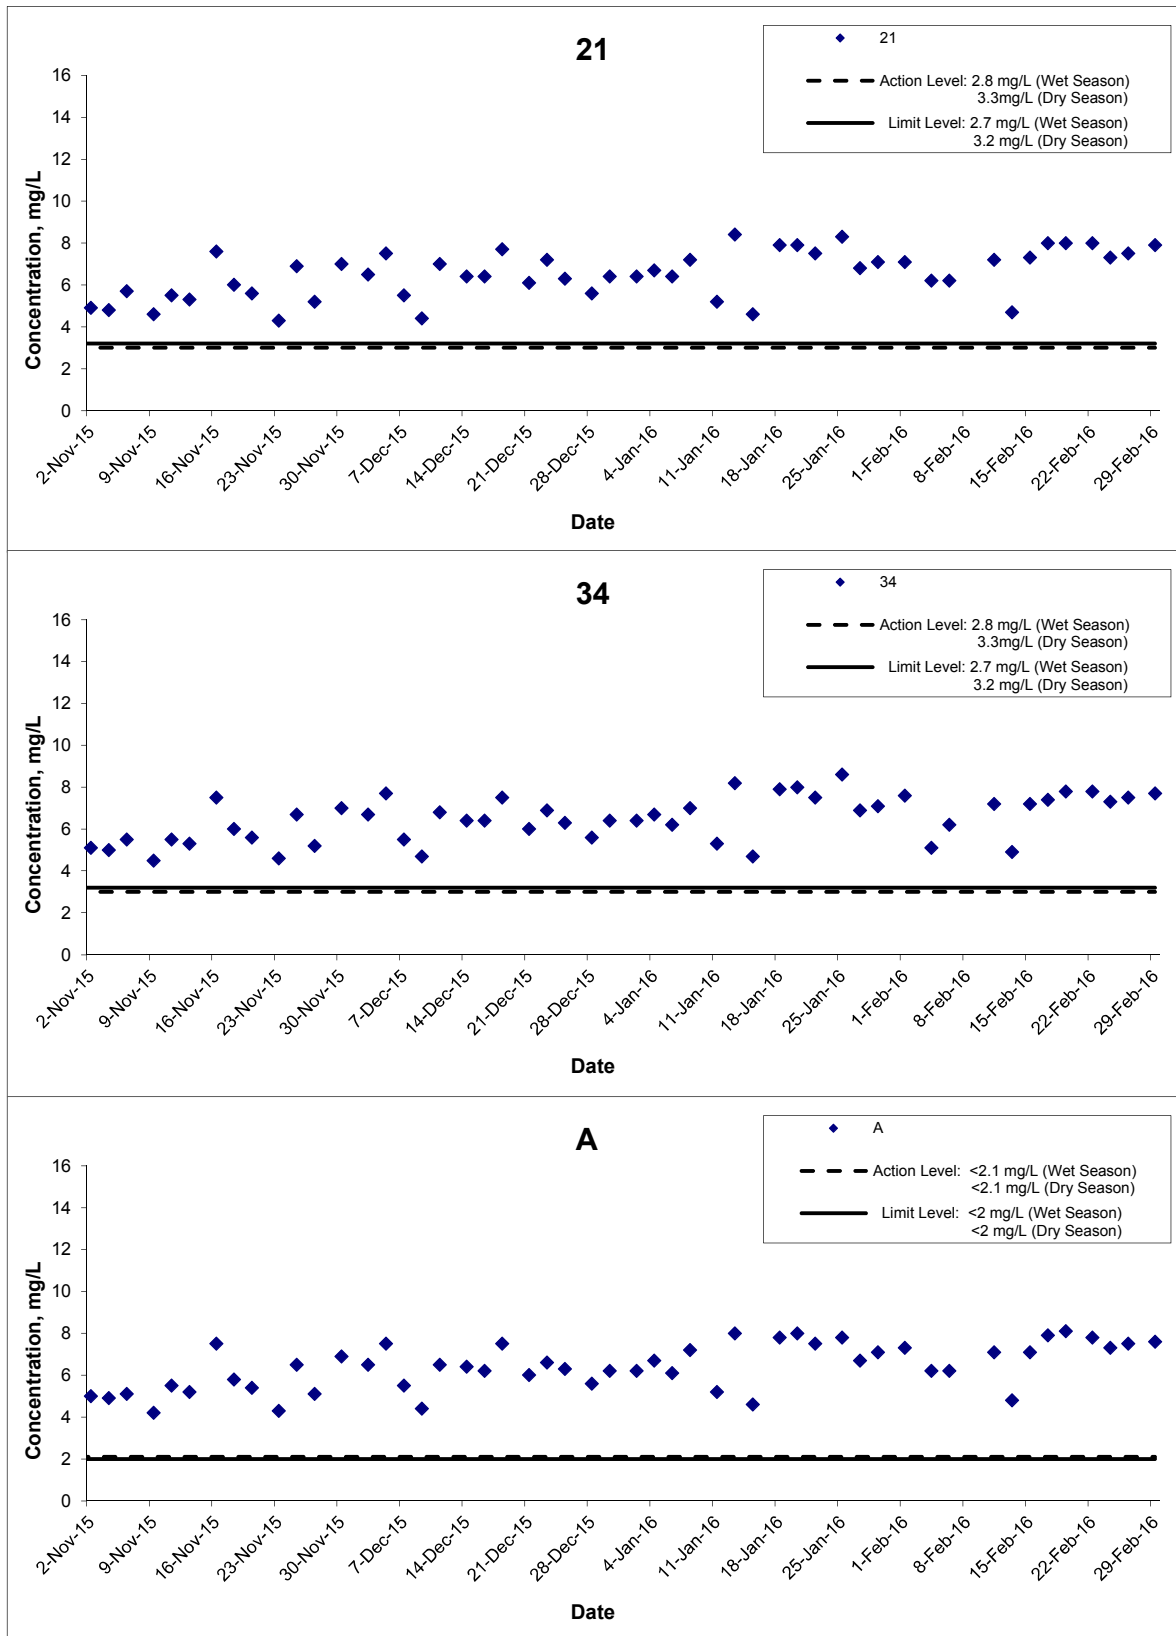 21
21
Action Level: 2.8 mg/L (Wet Season)
3.3mg/L (Dry Season)
Limit Level: 2.7 mg/L (Wet Season)
3.2 mg/L (Dry Season)
Concentration, mg/L
16
14
12
10
8
6
4
2
0
2-Nov-15 9-Nov-15 16-Nov-15 23-Nov-15 30-Nov-15 7-Dec-15 14-Dec-15 21-Dec-15 28-Dec-15 4-Jan-16 11-Jan-16 18-Jan-16 25-Jan-16 1-Feb-16 8-Feb-16 15-Feb-16 22-Feb-16 29-Feb-16
Date
34
34
Action Level: 2.8 mg/L (Wet Season)
3.3mg/L (Dry Season)
Limit Level: 2.7 mg/L (Wet Season)
3.2 mg/L (Dry Season)
Concentration, mg/L
16
14
12
10
8
6
4
2
0
2-Nov-15 9-Nov-15 16-Nov-15 23-Nov-15 30-Nov-15 7-Dec-15 14-Dec-15 21-Dec-15 28-Dec-15 4-Jan-16 11-Jan-16 18-Jan-16 25-Jan-16 1-Feb-16 8-Feb-16 15-Feb-16 22-Feb-16 29-Feb-16
Date
A
A
Action Level: <2.1 mg/L (Wet Season)
<2.1 mg/L (Dry Season)
Limit Level: <2 mg/L (Wet Season)
<2 mg/L (Dry Season)
Concentration, mg/L
16
14
12
10
8
6
4
2
0
2-Nov-15 9-Nov-15 16-Nov-15 23-Nov-15 30-Nov-15 7-Dec-15 14-Dec-15 21-Dec-15 28-Dec-15 4-Jan-16 11-Jan-16 18-Jan-16 25-Jan-16 1-Feb-16 8-Feb-16 15-Feb-16 22-Feb-16 29-Feb-16
Date